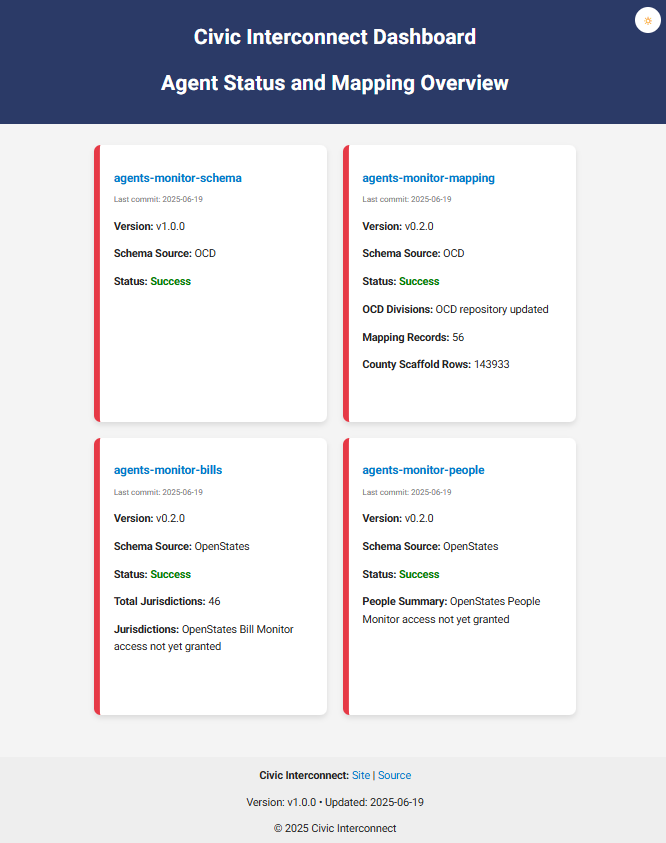 Civic Interconnect Dashboard
Agent Status and Mapping Overview
agents-monitor-schema
Last commit: 2025-06-19
Version: v1.0.0
Schema Source: OCD
Status: Success
agents-monitor-mapping
Last commit: 2025-06-19
Version: v0.2.0
Schema Source: OCD
Status: Success
OCD Divisions: OCD repository updated
Mapping Records: 56
County Scaffold Rows: 143933
agents-monitor-bills
Last commit: 2025-06-19
Version: v0.2.0
Schema Source: OpenStates
Status: Success
Total Jurisdictions: 46
Jurisdictions: OpenStates Bill Monitor
access not yet granted
agents-monitor-people
Last commit: 2025-06-19
Version: v0.2.0
Schema Source: OpenStates
Status: Success
People Summary: OpenStates People
Monitor access not yet granted
Civic Interconnect: Site | Source
Version: v1.0.0 • Updated: 2025-06-19
© 2025 Civic Interconnect